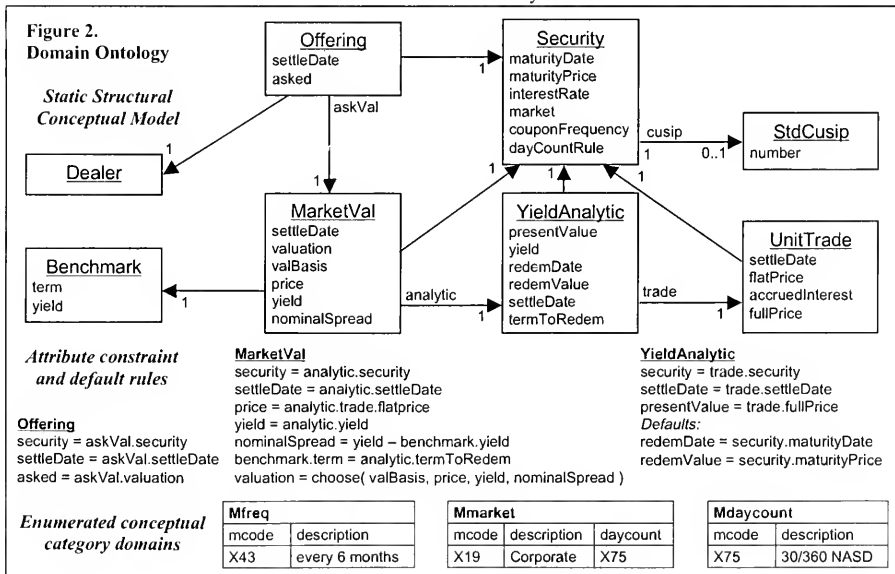 Figure 2.
Domain Ontology
Static Structural
Conceptual Model
Offering
settleDate
asked
Security
maturityDate
maturityPrice
interestRate
market
couponFrequency
dayCountRule
1
askVal
cusip
1
0..1
StdCusip
number
1
Dealer
1
1
1
1
MarketVal
settleDate
valuation
valBasis
price
yield
nominalSpread
YieldAnalytic
presentValue
yield
redemDate
redemValue
settleDate
termToRedem
UnitTrade
settleDate
flatPrice
accruedInterest
fullPrice
Benchmark
term
yield
1
analytic
1
trade
1
Attribute constraint
and default rules
Offering
security = askVal.security
settleDate = askVal.settleDate
asked = askVal.valuation
MarketVal
security = analytic.security
settleDate = analytic.settleDate
price = analytic.trade.flatprice
yield = analytic.yield
nominalSpread = yield – benchmark.yield
benchmark.term = analytic.termToRedem
valuation = choose( valBasis, price, yield, nominalSpread )
YieldAnalytic
security = trade.security
settleDate = trade.settleDate
presentValue = trade.fullPrice
Defaults:
redemDate = security.maturityDate
redemValue = security.maturityPrice
Enumerated conceptual
category domains
Mfreq
mcode description
X43 every 6 months
Mmarket
mcode description daycount
X19 Corporate X75
Mdaycount
mcode description
X75 30/360 NASD